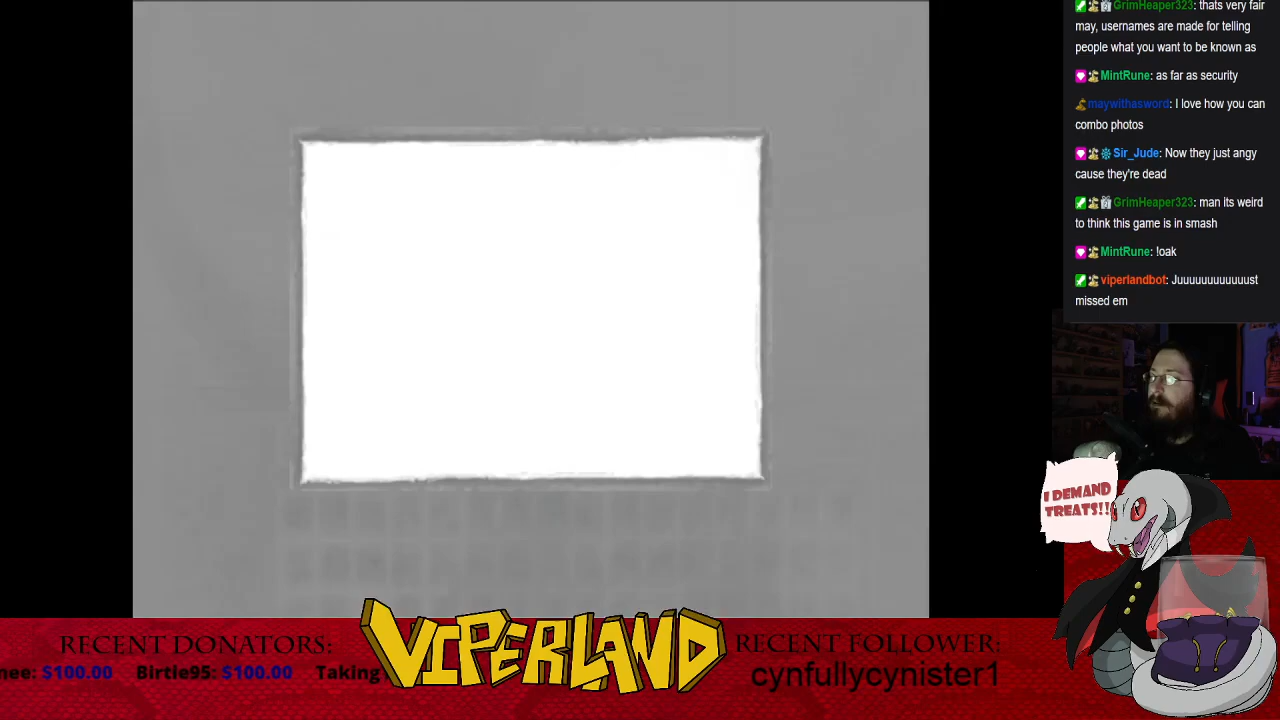 GrimHeaper323: thats very fair
may, usernames are made for telling
people what you want to be known as
MintRune: as far as security
maywithasword: I love how you can
combo photos
Sir_Jude: Now they just angy
cause they're dead
GrimHeaper323: man its weird
to think this game is in smash
MintRune: !oak
viperlandbot: Juuuuuuuuuuuust
missed em
I DEMAND
TREATS!!
RECENT DONATORS:
nee: $100.00 Birtie95: $100.00 Taking
VIPERLAND
RECENT FOLLOWER:
cynfullycynister1